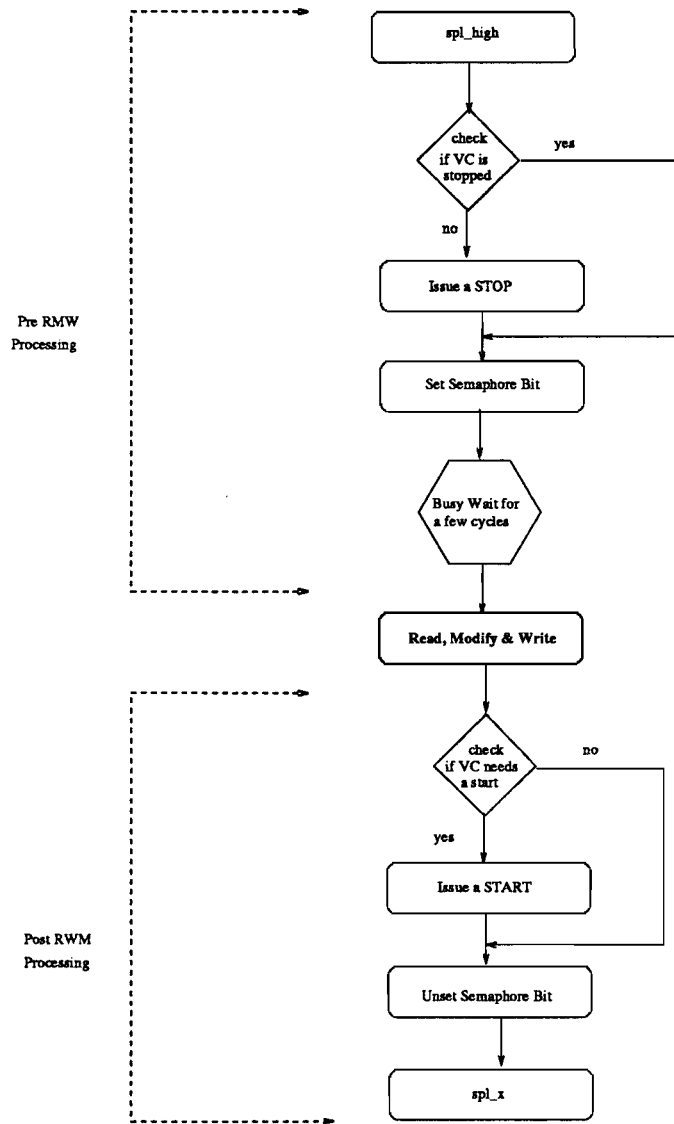 spl_high
check
if VC is
stopped
yes
no
Issue a STOP
Pre RMW
Processing
Set Semaphore Bit
Busy Wait for
a few cycles
Read, Modify & Write
check
if VC needs
a start
no
yes
Issue a START
Post RWM
Processing
Unset Semaphore Bit
spl_x